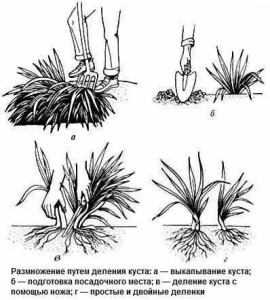 а
б
в
г
Размножение путем деления куста: а — выкапывание куста;
б — подготовка посадочного места; в — деление куста с
помощью ножа; г — простые и двойные деленки